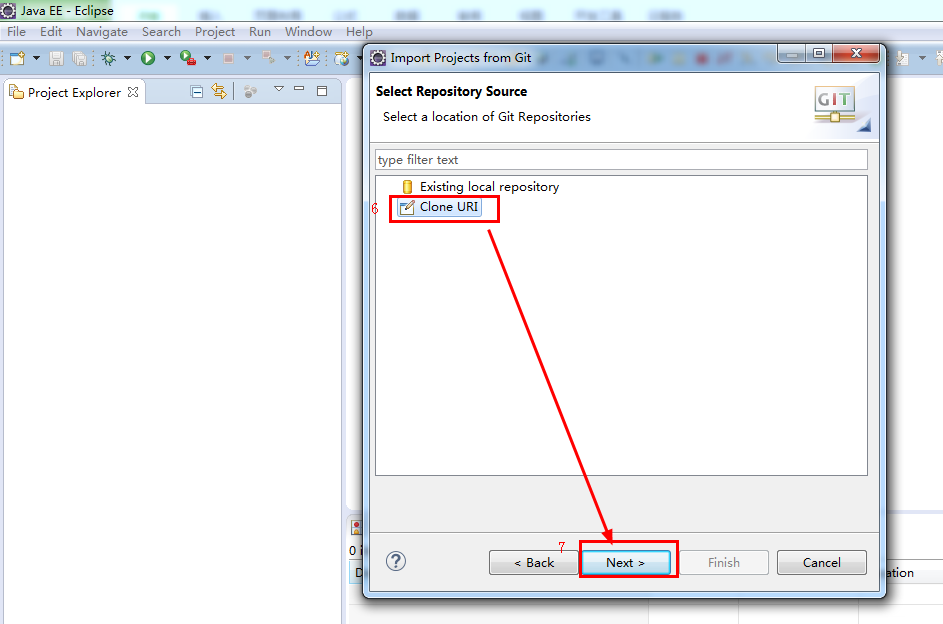 Java EE - Eclipse
File Edit Navigate Search Project Run Window Help
Project Explorer
Import Projects from Git
Select Repository Source
Select a location of Git Repositories
GIT
type filter text
Existing local repository
6
Clone URI
7
< Back
Next >
Finish
Cancel
0 i
D
ation